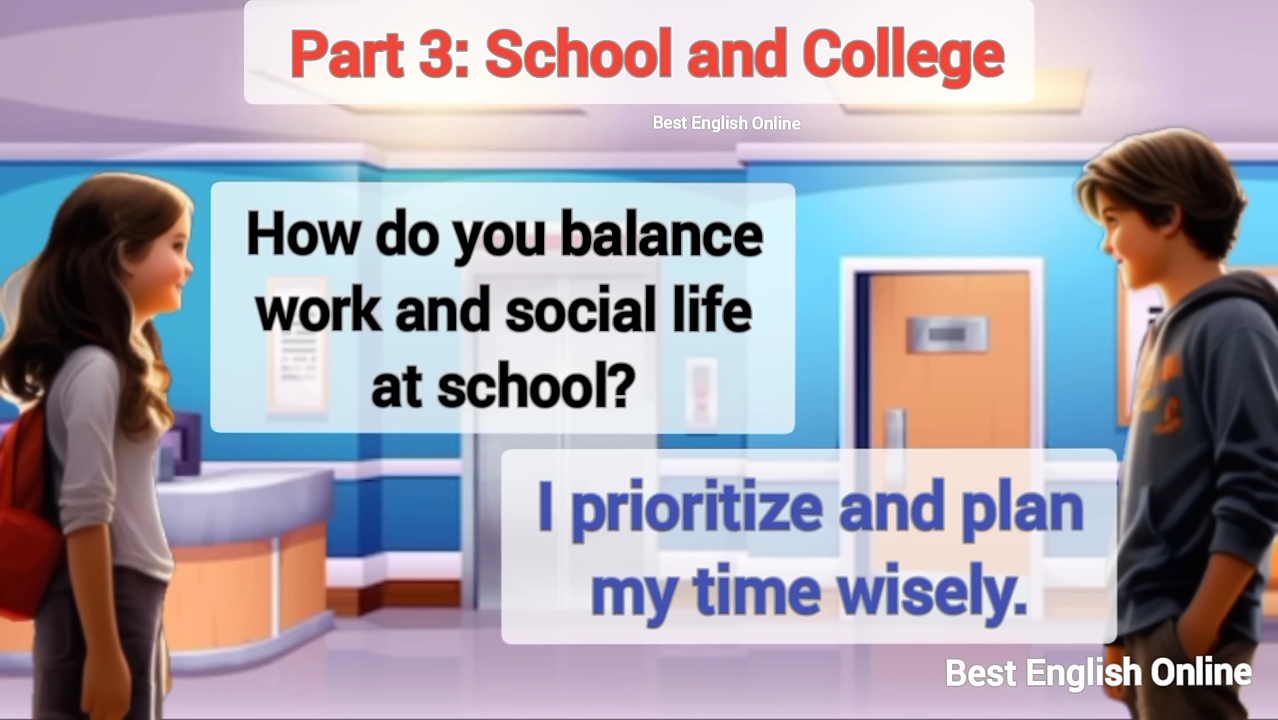 Part 3: School and College
Best English Online
How do you balance
work and social life
at school?
I prioritize and plan
my time wisely.
Best English Online